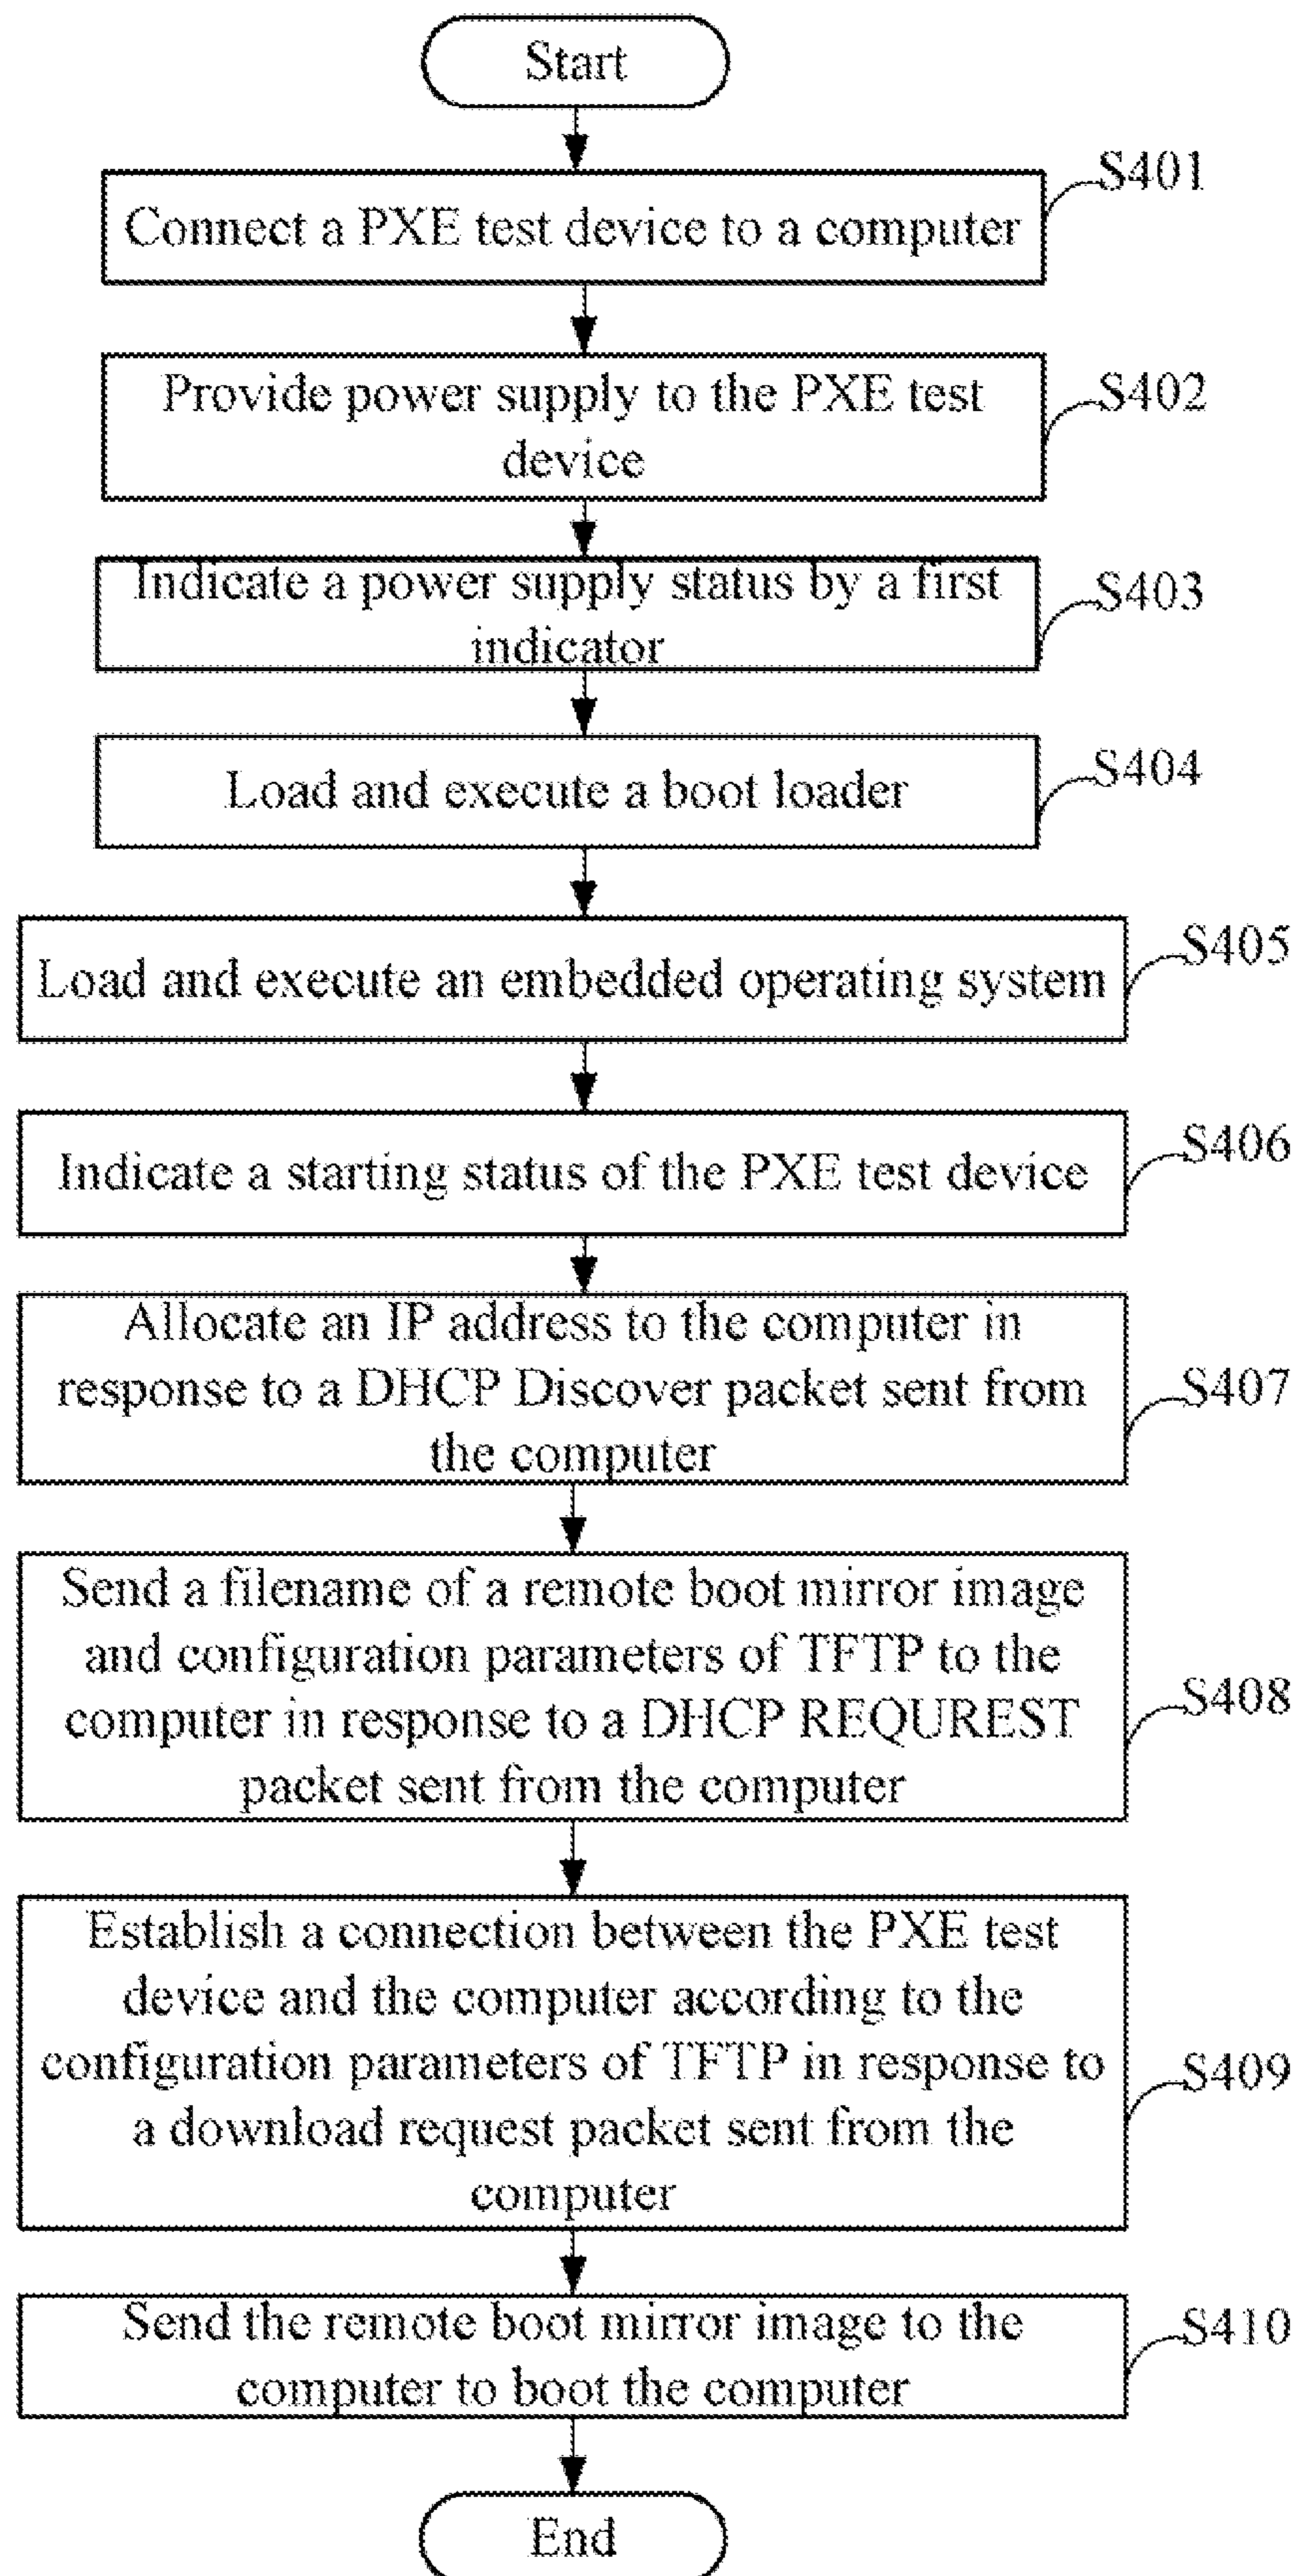 Start
S401
Connect a PXE test device to a computer
Provide power supply to the PXE test
device
S402
Indicate a power supply status by a first
indicator
S403
Load and execute a boot loader
S404
Load and execute an embedded operating system
S405
Indicate a starting status of the PXE test device
S406
Allocate an IP address to the computer in
response to a DHCP Discover packet sent from
the computer
S407
Send a filename of a remote boot mirror image
and configuration parameters of TFTP to the
computer in response to a DHCP REQUREST
packet sent from the computer
S408
Establish a connection between the PXE test
device and the computer according to the
configuration parameters of TFTP in response to
a download request packet sent from the
computer
S409
Send the remote boot mirror image to the
computer to boot the computer
S410
End